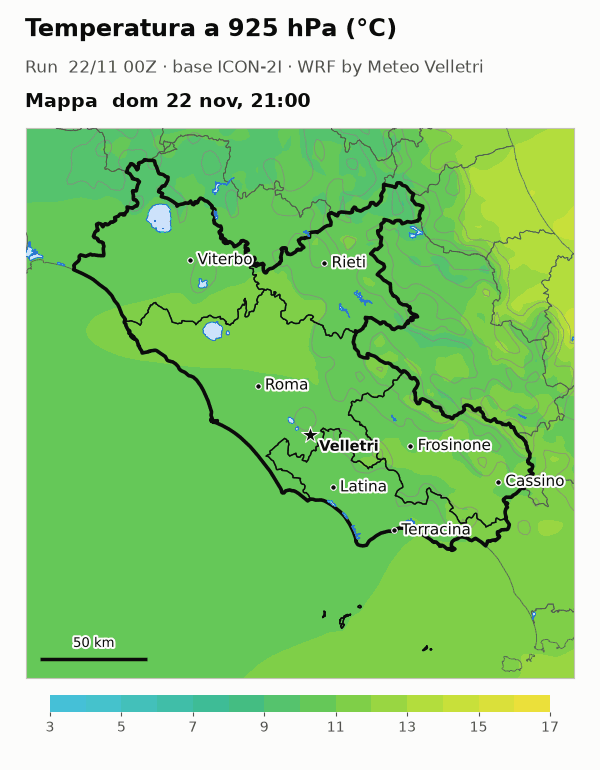 Temperatura a 925 hPa (°C)
Run  22/11 00Z · base ICON-2I · WRF by Meteo Velletri
Mappa  dom 22 nov, 21:00
Viterbo
Rieti
Roma
Velletri
Frosinone
Latina
Cassino
Terracina
50 km
3 5 7 9 11 13 15 17